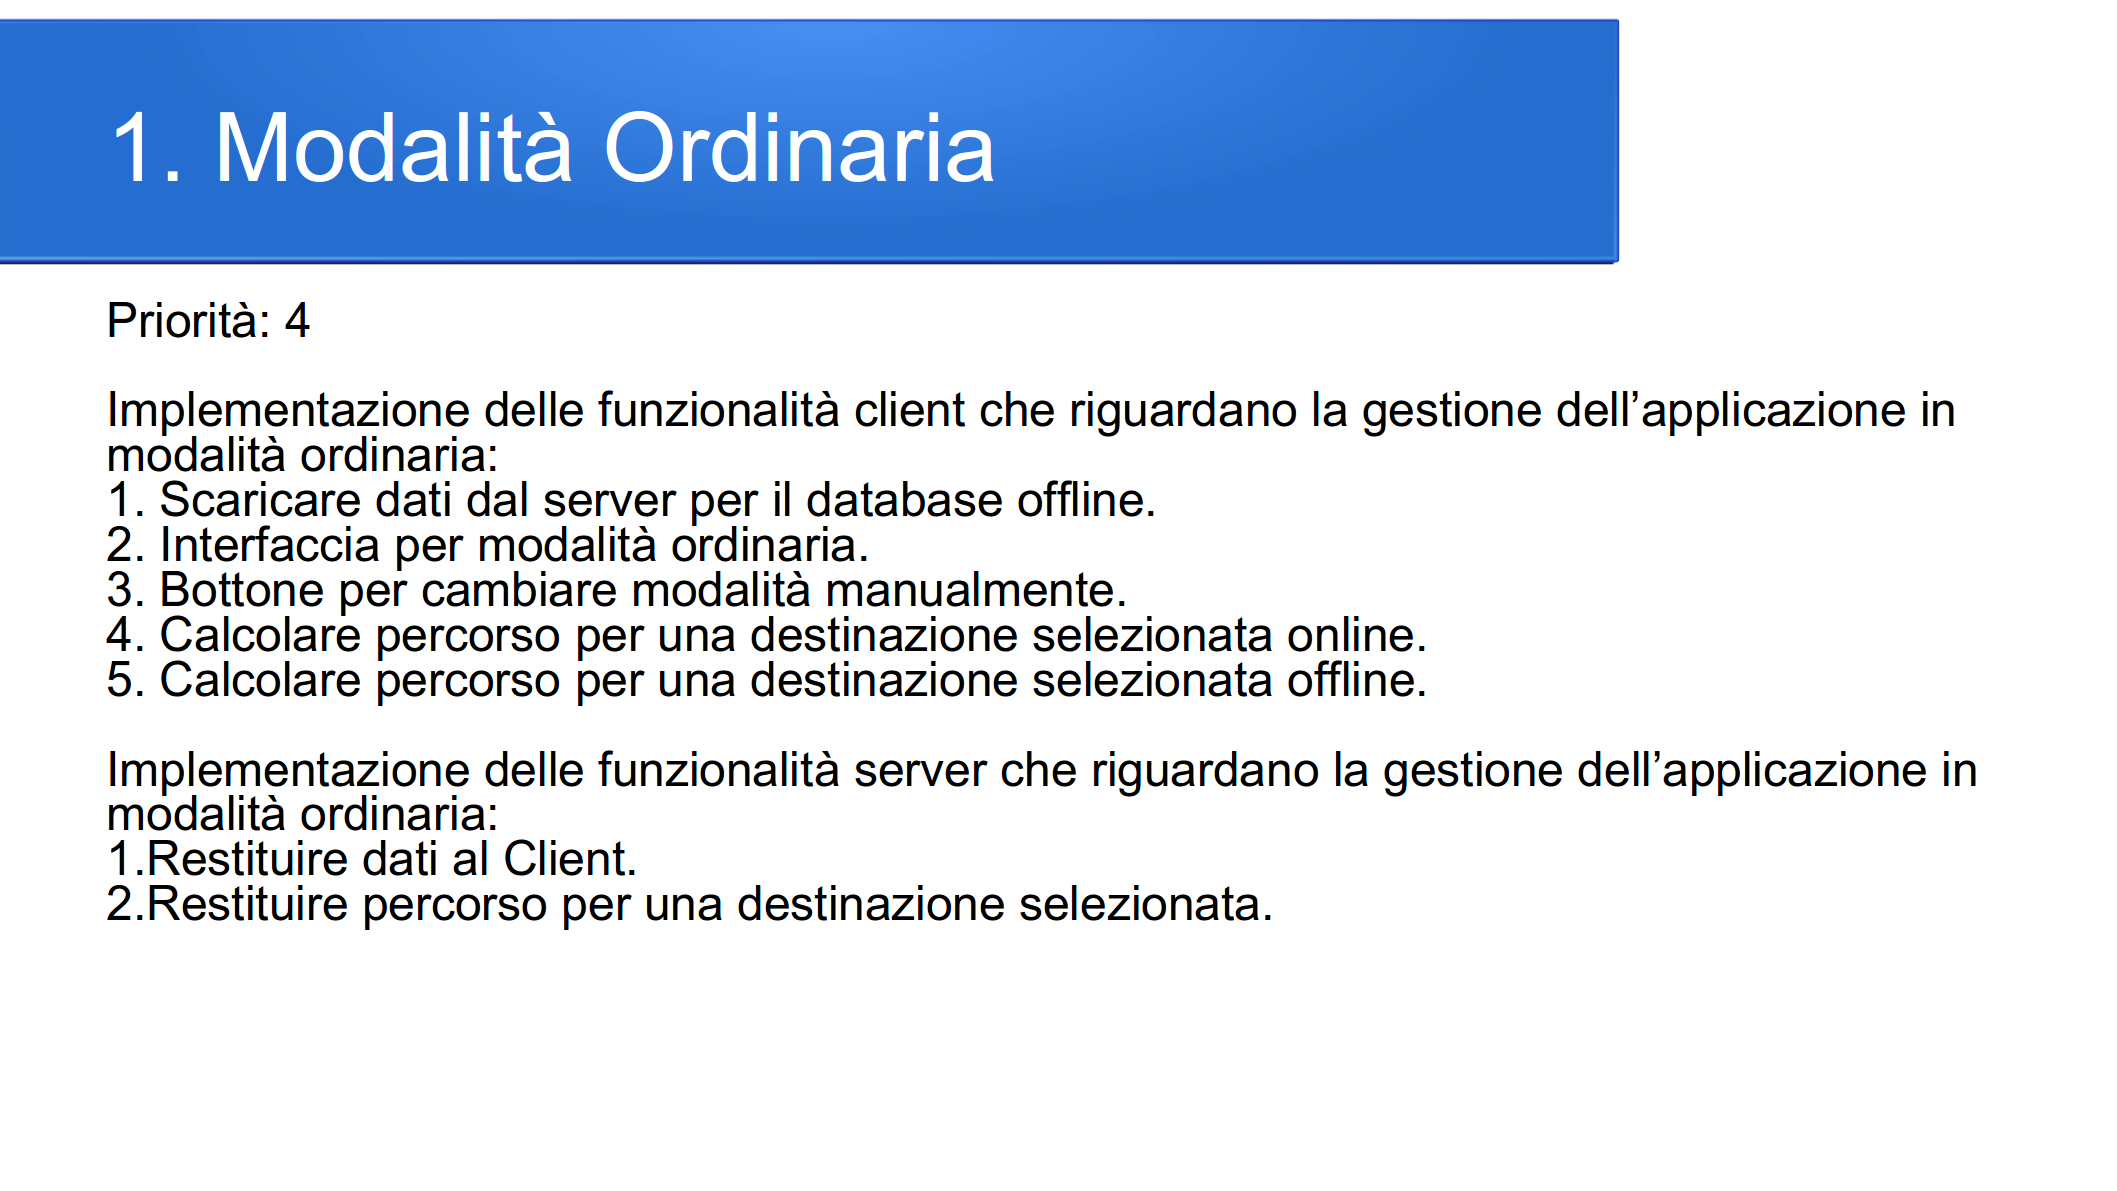 1. Modalità Ordinaria
Priorità: 4
Implementazione delle funzionalità client che riguardano la gestione dell’applicazione in
modalità ordinaria:
1. Scaricare dati dal server per il database offline.
2. Interfaccia per modalità ordinaria.
3. Bottone per cambiare modalità manualmente.
4. Calcolare percorso per una destinazione selezionata online.
5. Calcolare percorso per una destinazione selezionata offline.
Implementazione delle funzionalità server che riguardano la gestione dell’applicazione in
modalità ordinaria:
1.Restituire dati al Client.
2.Restituire percorso per una destinazione selezionata.